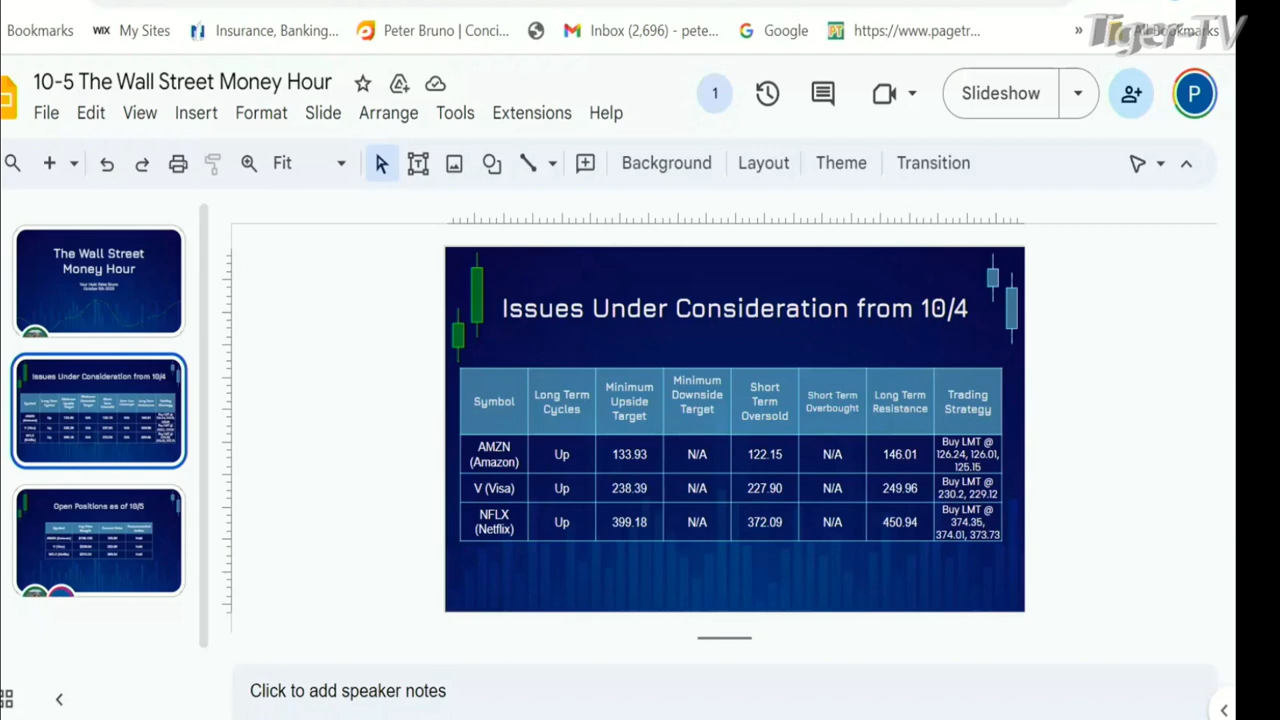 Bookmarks WIX My Sites Insurance, Banking... Peter Bruno | Conci... Inbox (2,696) - pete... Google PT https://www.pagetr... » All Bookmarks
Tiger-TV
10-5 The Wall Street Money Hour
1
Slideshow
P
File Edit View Insert Format Slide Arrange Tools Extensions Help
Fit
Background Layout Theme Transition
The Wall Street
Money Hour
Issues Under Consideration from 10/4
Open Positions as of 10/5
Issues Under Consideration from 10/4
Symbol
Long Term
Cycles
Minimum
Upside
Target
Minimum
Downside
Target
Short
Term
Oversold
Short Term
Overbought
Long Term
Resistance
Trading
Strategy
AMZN
(Amazon)
Up
133.93
N/A
122.15
N/A
146.01
Buy LMT @
126.24, 126.01,
125.15
V (Visa)
Up
238.39
N/A
227.90
N/A
249.96
Buy LMT @
230.2, 229.12
NFLX
(Netflix)
Up
399.18
N/A
372.09
N/A
450.94
Buy LMT @
374.35,
374.01, 373.73
Click to add speaker notes